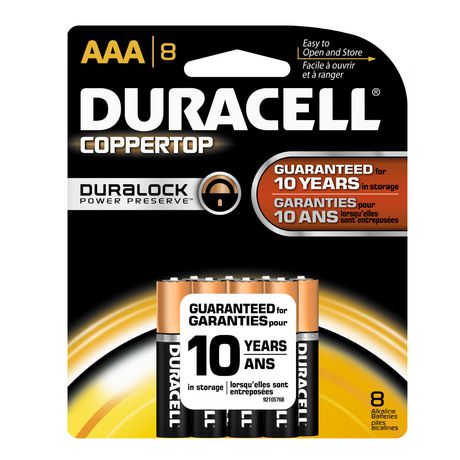 AAA | 8
Easy to
Open and Store
Facile à ouvrir
et à ranger
DURACELL®
COPPERTOP
DURALOCK
POWER PRESERVE™
GUARANTEED for
10 YEARS in storage
GARANTIES pour
10 ANS lorsqu'elles
sont entreposées
GUARANTEED for
GARANTIES pour
10 YEARS
ANS
in storage | lorsqu'elles sont
entreposées
92105768
DURACELL
DURACELL
8
Alkaline
Batteries
piles
alcalines